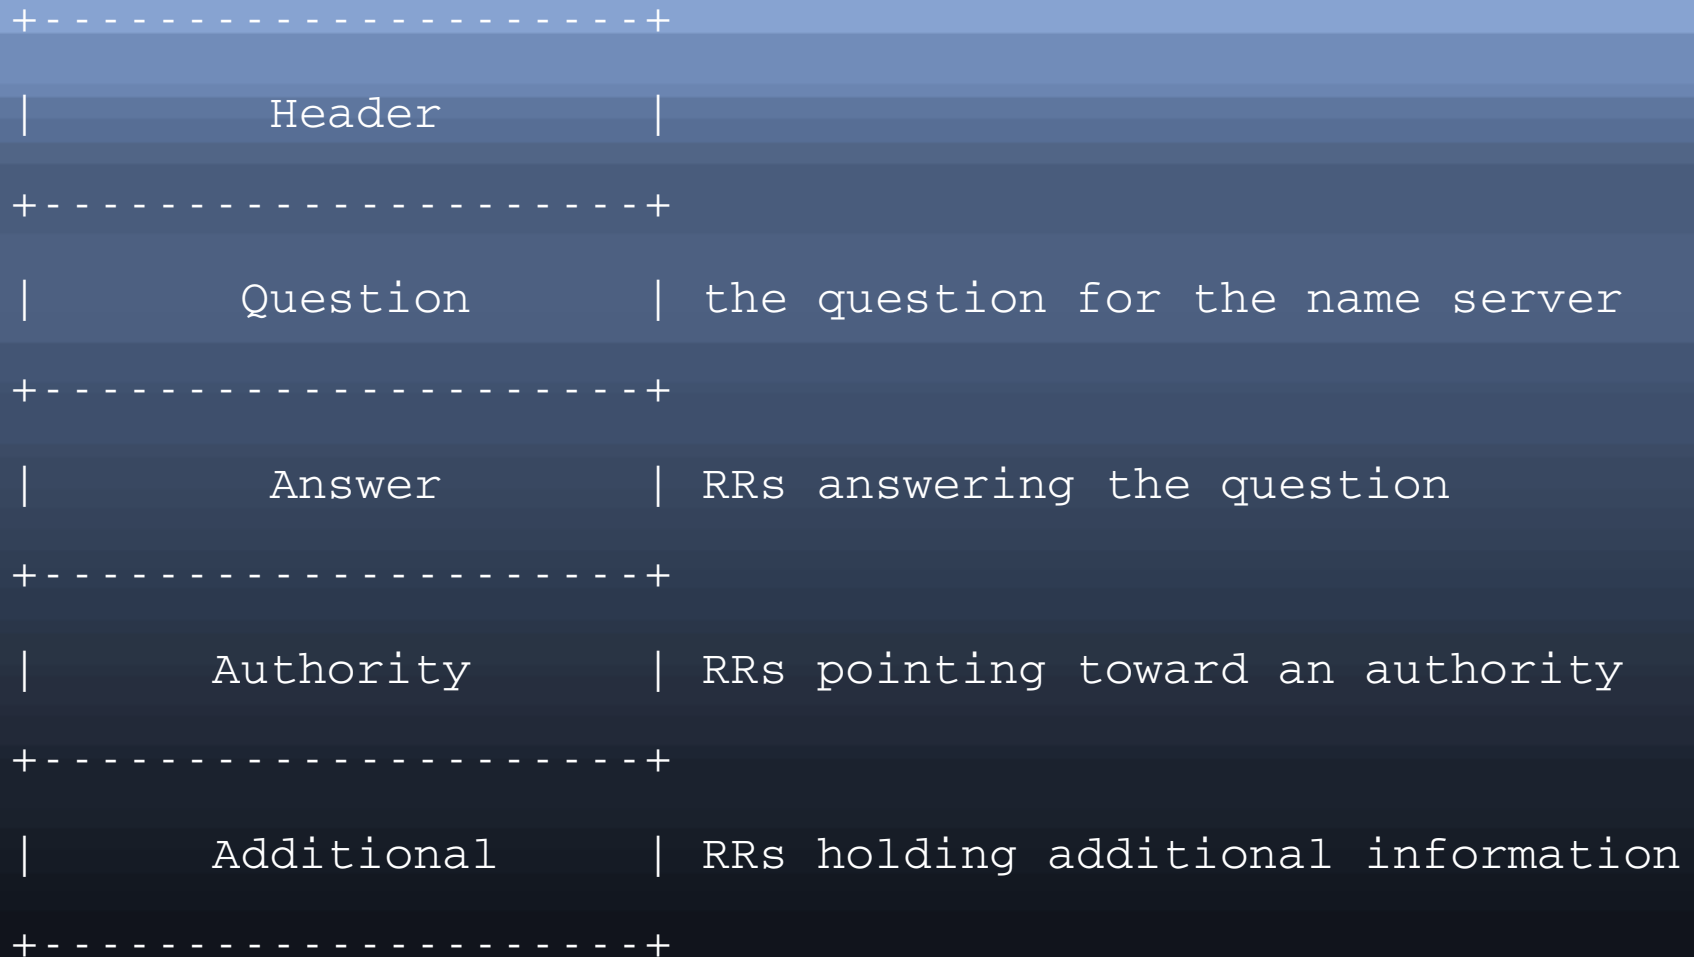 +---------------------+
|        Header       |
+---------------------+
|       Question      | the question for the name server
+---------------------+
|        Answer       | RRs answering the question
+---------------------+
|      Authority      | RRs pointing toward an authority
+---------------------+
|      Additional     | RRs holding additional information
+---------------------+